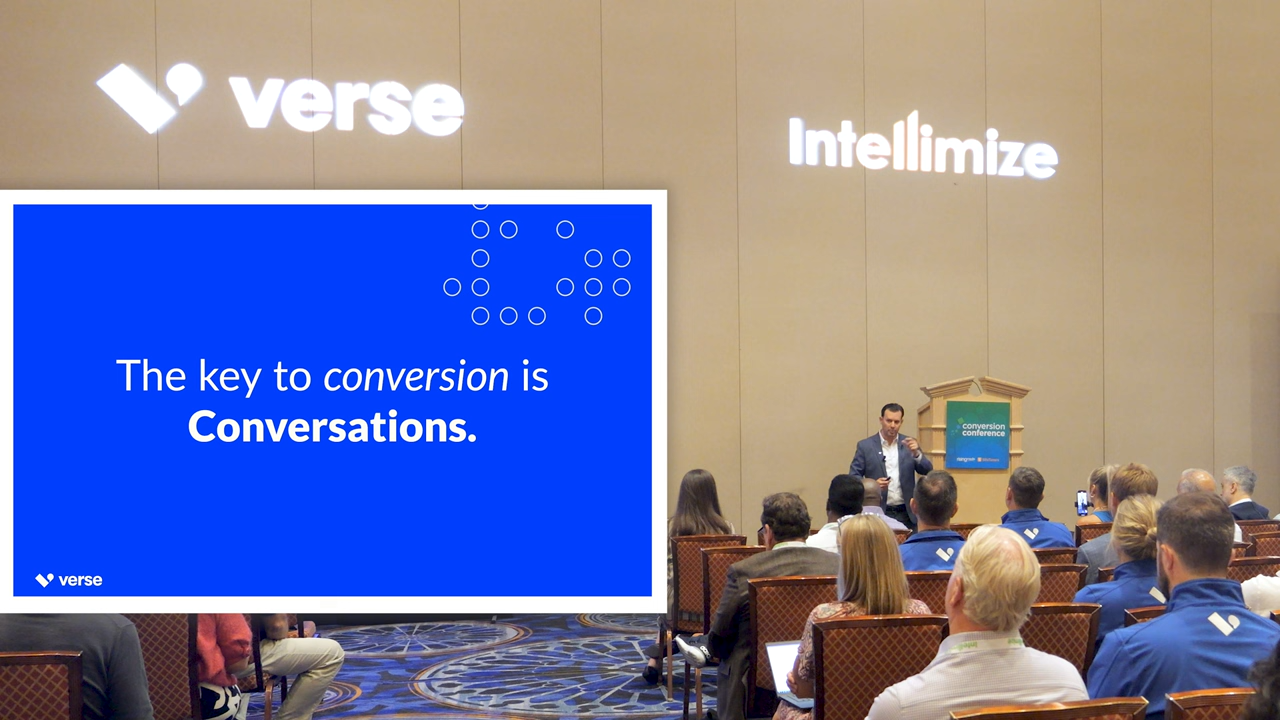 verse
Intellimize
The key to conversion is
Conversations.
verse
conversion
conference